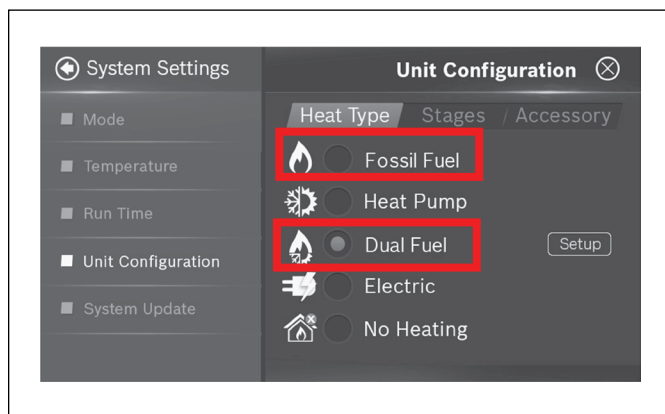 System Settings
Mode
Temperature
Run Time
Unit Configuration
System Update
Unit Configuration
Heat Type / Stages / Accessory
Fossil Fuel
Heat Pump
Dual Fuel Setup
Electric
No Heating